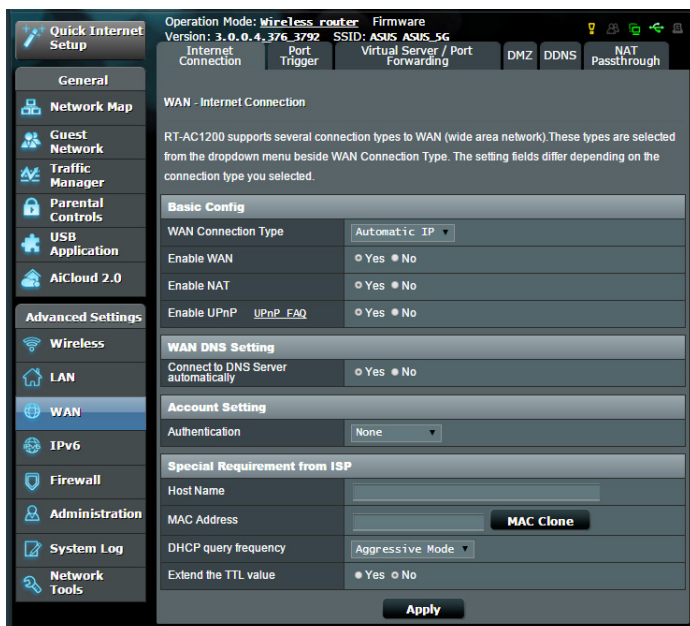 Quick Internet
Setup
General
Network Map
Guest
Network
Traffic
Manager
Parental
Controls
USB
Application
AiCloud 2.0
Advanced Settings
Wireless
LAN
WAN
IPv6
Firewall
Administration
System Log
Network
Tools
Operation Mode: Wireless router Firmware
Version: 3.0.0.4.376_3792 SSID: ASUS ASUS_5G
Internet
Connection
Port
Trigger
Virtual Server / Port
Forwarding
DMZ
DDNS
NAT
Passthrough
WAN - Internet Connection
RT-AC1200 supports several connection types to WAN (wide area network).These types are selected
from the dropdown menu beside WAN Connection Type. The setting fields differ depending on the
connection type you selected.
Basic Config
WAN Connection Type Automatic IP
Enable WAN Yes No
Enable NAT Yes No
Enable UPnP UPnP FAQ Yes No
WAN DNS Setting
Connect to DNS Server
automatically
Yes No
Account Setting
Authentication None
Special Requirement from ISP
Host Name
MAC Address MAC Clone
DHCP query frequency Aggressive Mode
Extend the TTL value Yes No
Apply